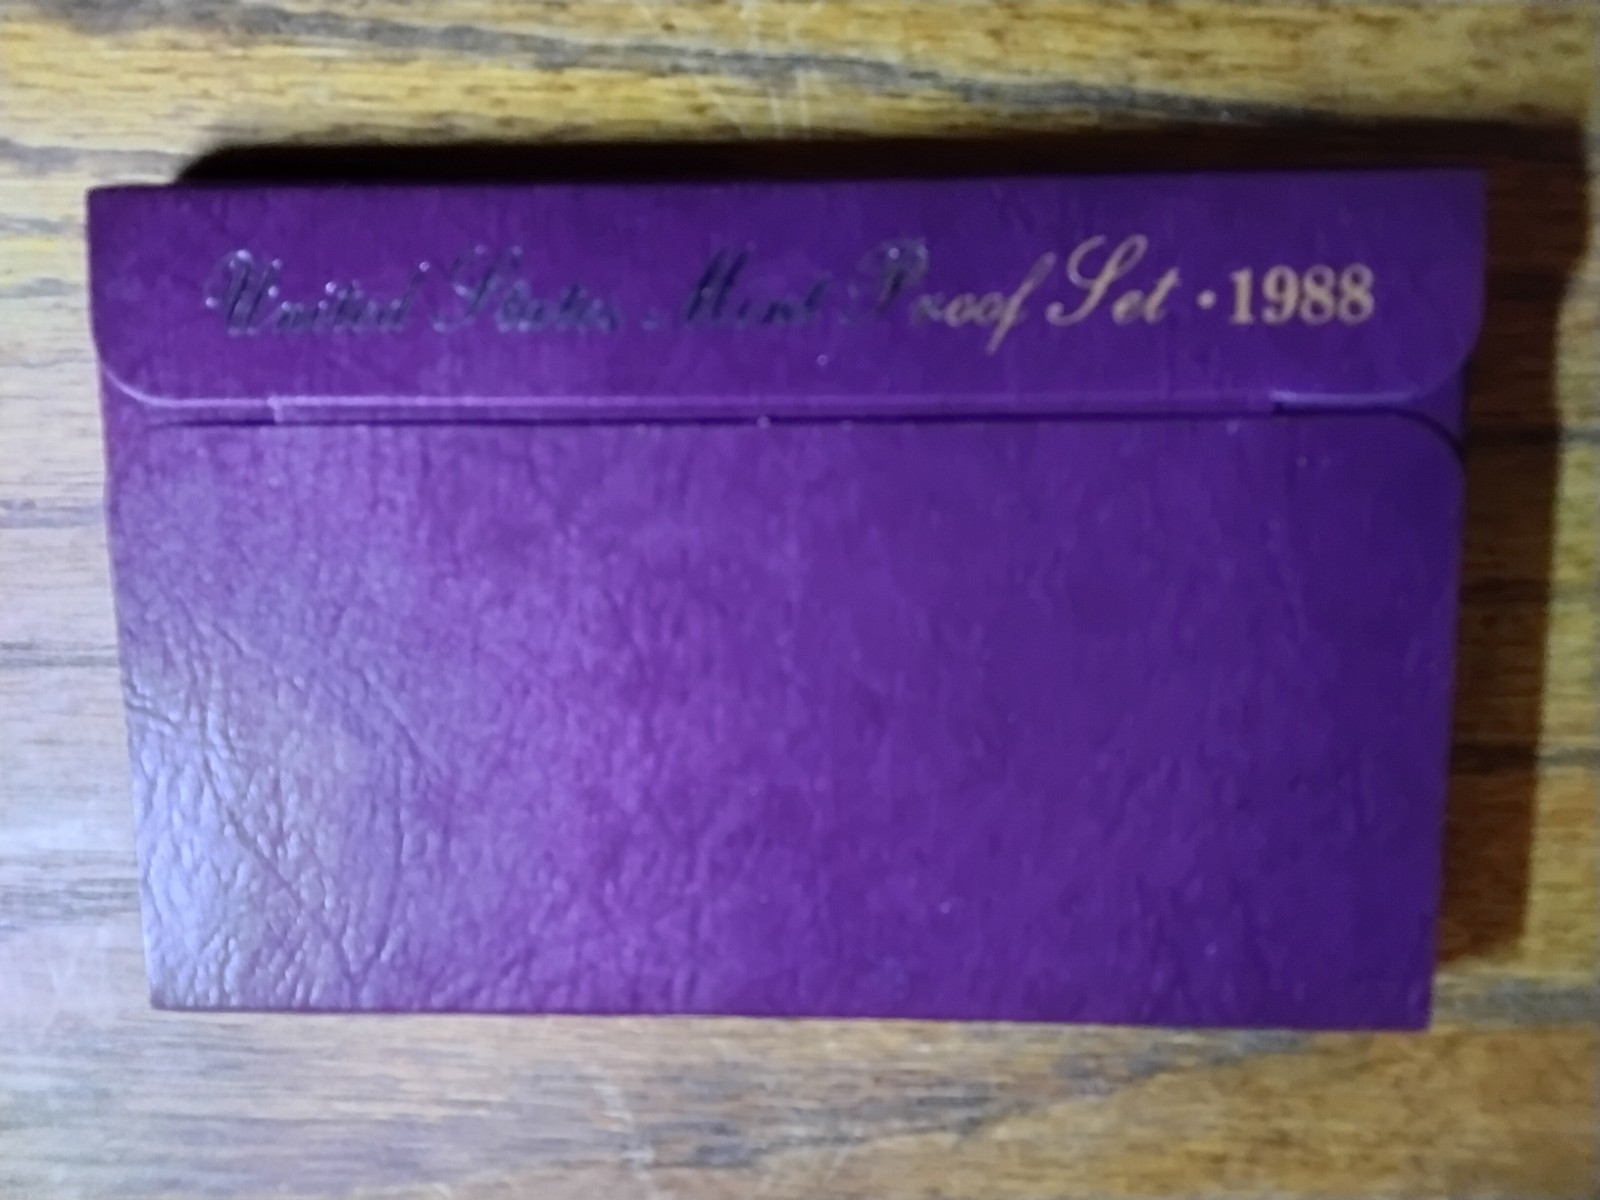 United States Mint Proof Set · 1988